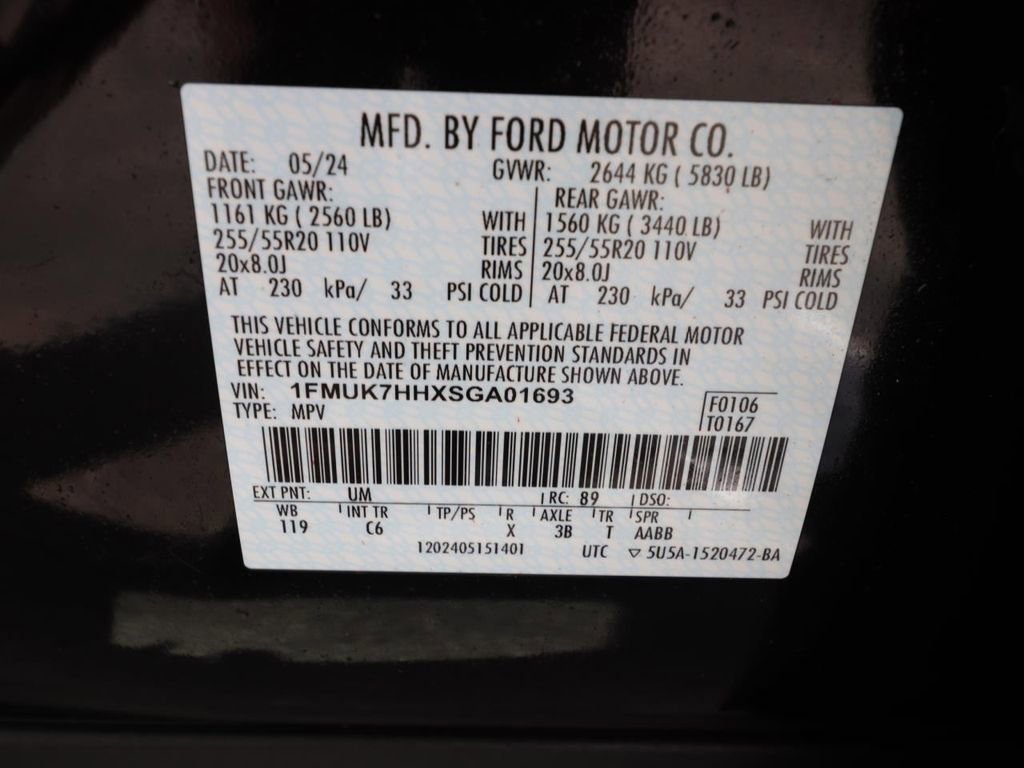 MFD. BY FORD MOTOR CO.
DATE: 05/24 GVWR: 2644 KG ( 5830 LB)
FRONT GAWR: REAR GAWR:
1161 KG ( 2560 LB) WITH 1560 KG ( 3440 LB) WITH
255/55R20 110V TIRES 255/55R20 110V TIRES
20x8.0J RIMS 20x8.0J RIMS
AT 230 kPa/ 33 PSI COLD AT 230 kPa/ 33 PSI COLD
THIS VEHICLE CONFORMS TO ALL APPLICABLE FEDERAL MOTOR
VEHICLE SAFETY AND THEFT PREVENTION STANDARDS IN
EFFECT ON THE DATE OF MANUFACTURE SHOWN ABOVE.
VIN: 1FMUK7HHXSGA01693
TYPE: MPV
F0106
T0167
EXT PNT: UM RC: 89 DSO:
WB INT TR TP/PS R AXLE TR SPR
119 C6 X 3B T AABB
1202405151401 UTC ▽ 5U5A-1520472-BA